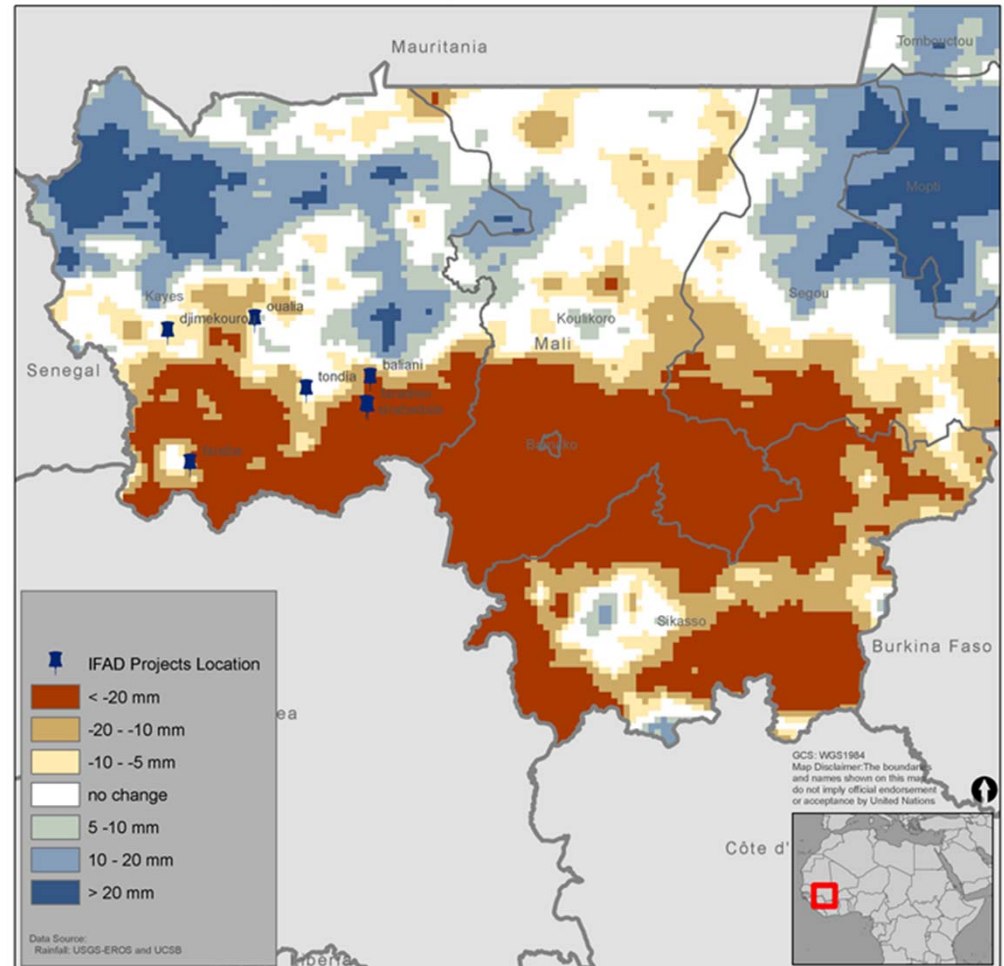 Mauritania
Tombouctou
Mopti
Kayes
oualia
djimekouro
Segou
Koulikoro
Mali
Senegal
baliani
tondia
Bamako
Sikasso
Burkina Faso
IFAD Projects Location
< -20 mm
-20 - -10 mm
-10 - -5 mm
no change
5 -10 mm
10 - 20 mm
> 20 mm
Data Source:
Rainfall: USGS-EROS and UCSB
ea
GCS: WGS1984
Map Disclaimer:The boundaries
and names shown on this map
do not imply official endorsement
or acceptance by United Nations
Côte d'
Liberia